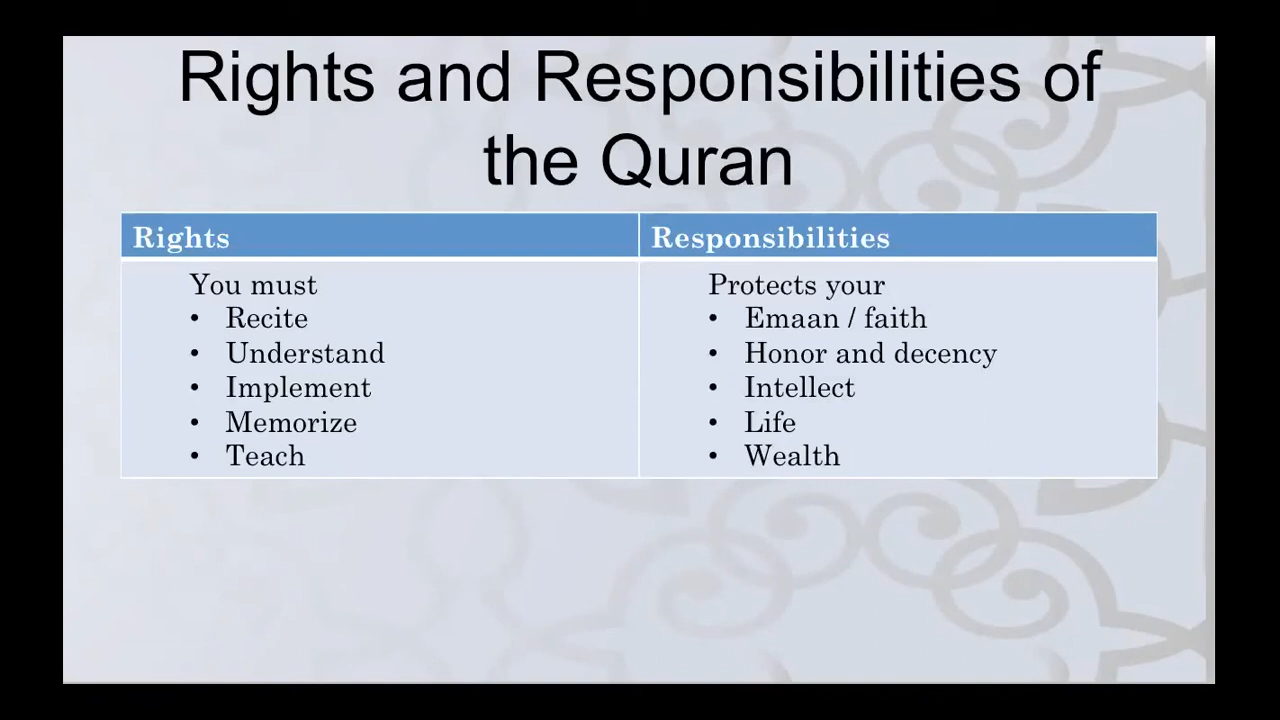 Rights and Responsibilities of
the Quran
Rights
You must
• Recite
• Understand
• Implement
• Memorize
• Teach
Responsibilities
Protects your
• Emaan / faith
• Honor and decency
• Intellect
• Life
• Wealth